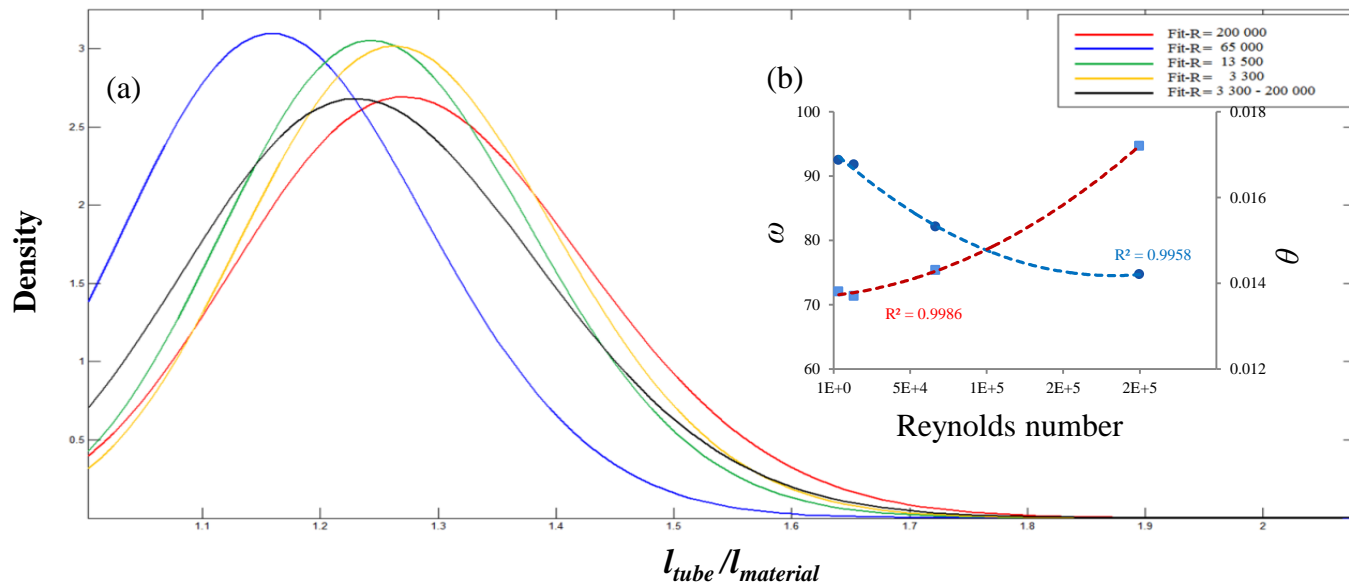 Fit-R= 200 000
Fit-R= 65 000
Fit-R= 13 500
Fit-R= 3 300
Fit-R= 3 300 - 200 000
(a)
(b)
3
2.5
2
1.5
1
0.5
Density
1.1 1.2 1.3 1.4 1.5 1.6 1.7 1.8 1.9 2
l_tube/l_material
100
90
80
70
60
ω
0.018
0.016
0.014
0.012
θ
R² = 0.9958
R² = 0.9986
1E+0 5E+4 1E+5 2E+5 2E+5
Reynolds number